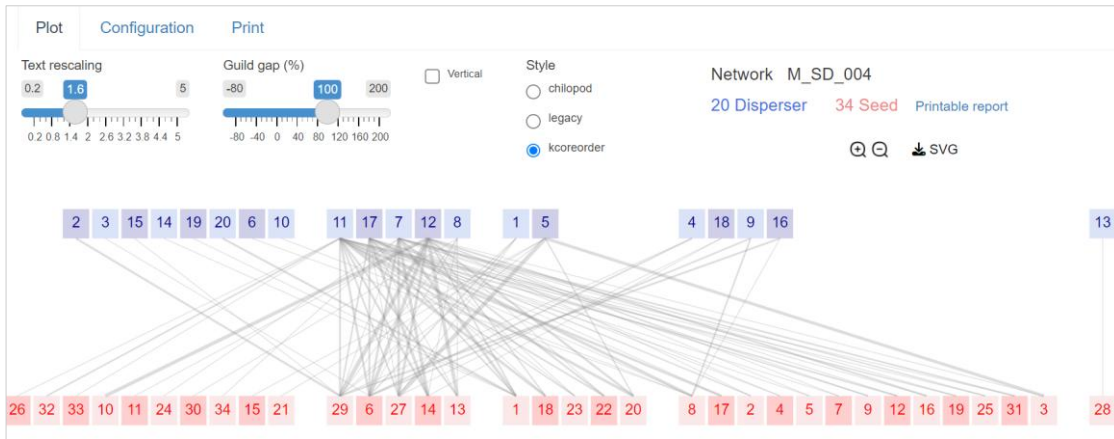 Plot Configuration Print
Text rescaling Guild gap (%) Vertical Style Network M_SD_004
0.2 1.6 5 -80 100 200 chilopod 20 Disperser 34 Seed Printable report
0.2 0.8 1.4 2 2.6 3.2 3.8 4.4 5 -80 -40 0 40 80 120 160 200 legacy
kcoreorder SVG
2 3 15 14 19 20 6 10 11 17 7 12 8 1 5 4 18 9 16 13
26 32 33 10 11 24 30 34 15 21 29 6 27 14 13 1 18 23 22 20 8 17 2 4 5 7 9 12 16 19 25 31 3 28